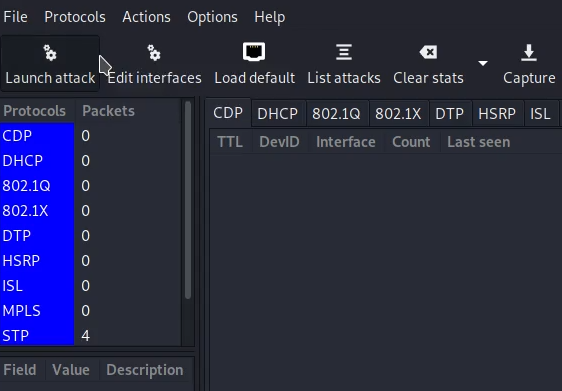 File Protocols Actions Options Help
Launch attack Edit interfaces Load default List attacks Clear stats Capture
Protocols Packets
CDP 0
DHCP 0
802.1Q 0
802.1X 0
DTP 0
HSRP 0
ISL 0
MPLS 0
STP 4
Field Value Description
CDP DHCP 802.1Q 802.1X DTP HSRP ISL
TTL DevID Interface Count Last seen